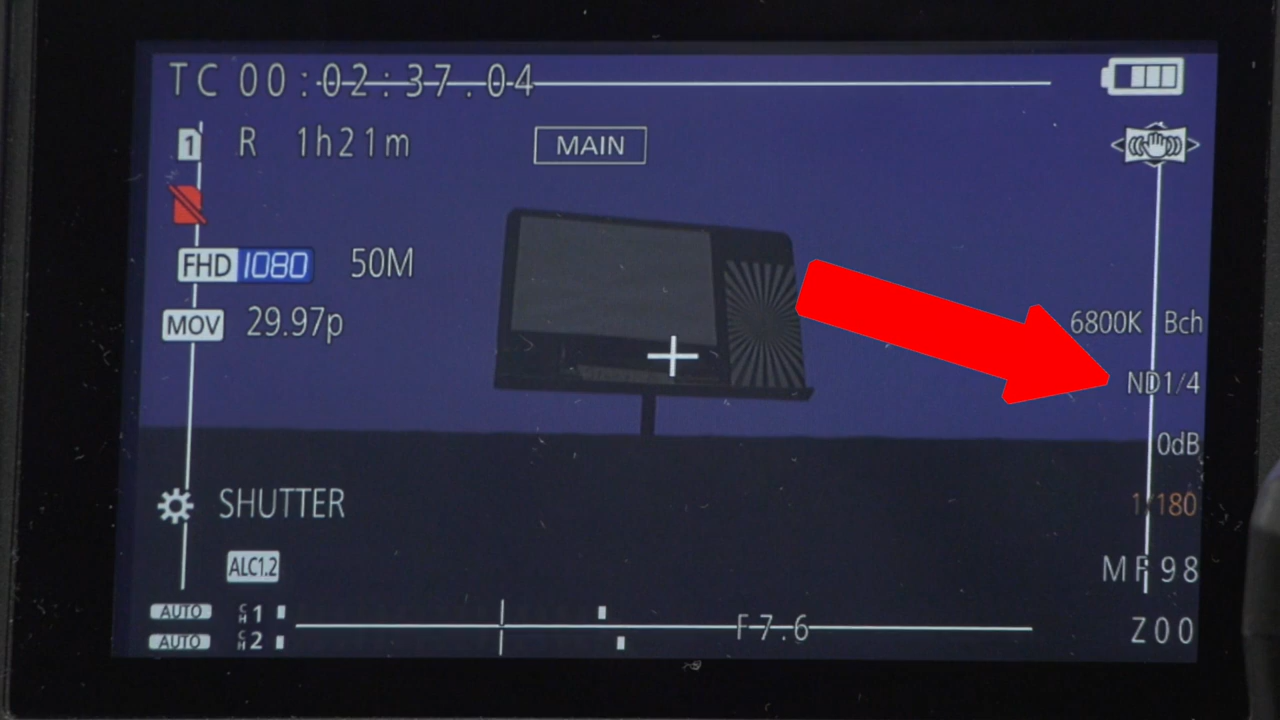 TC 00:02:37.04
1 R 1h21m MAIN
FHD 1080 50M
MOV 29.97p
6800K Bch
ND1/4
0dB
SHUTTER 1/180
ALC1.2
MF98
AUTO CH1
F7.6 Z00
AUTO CH2